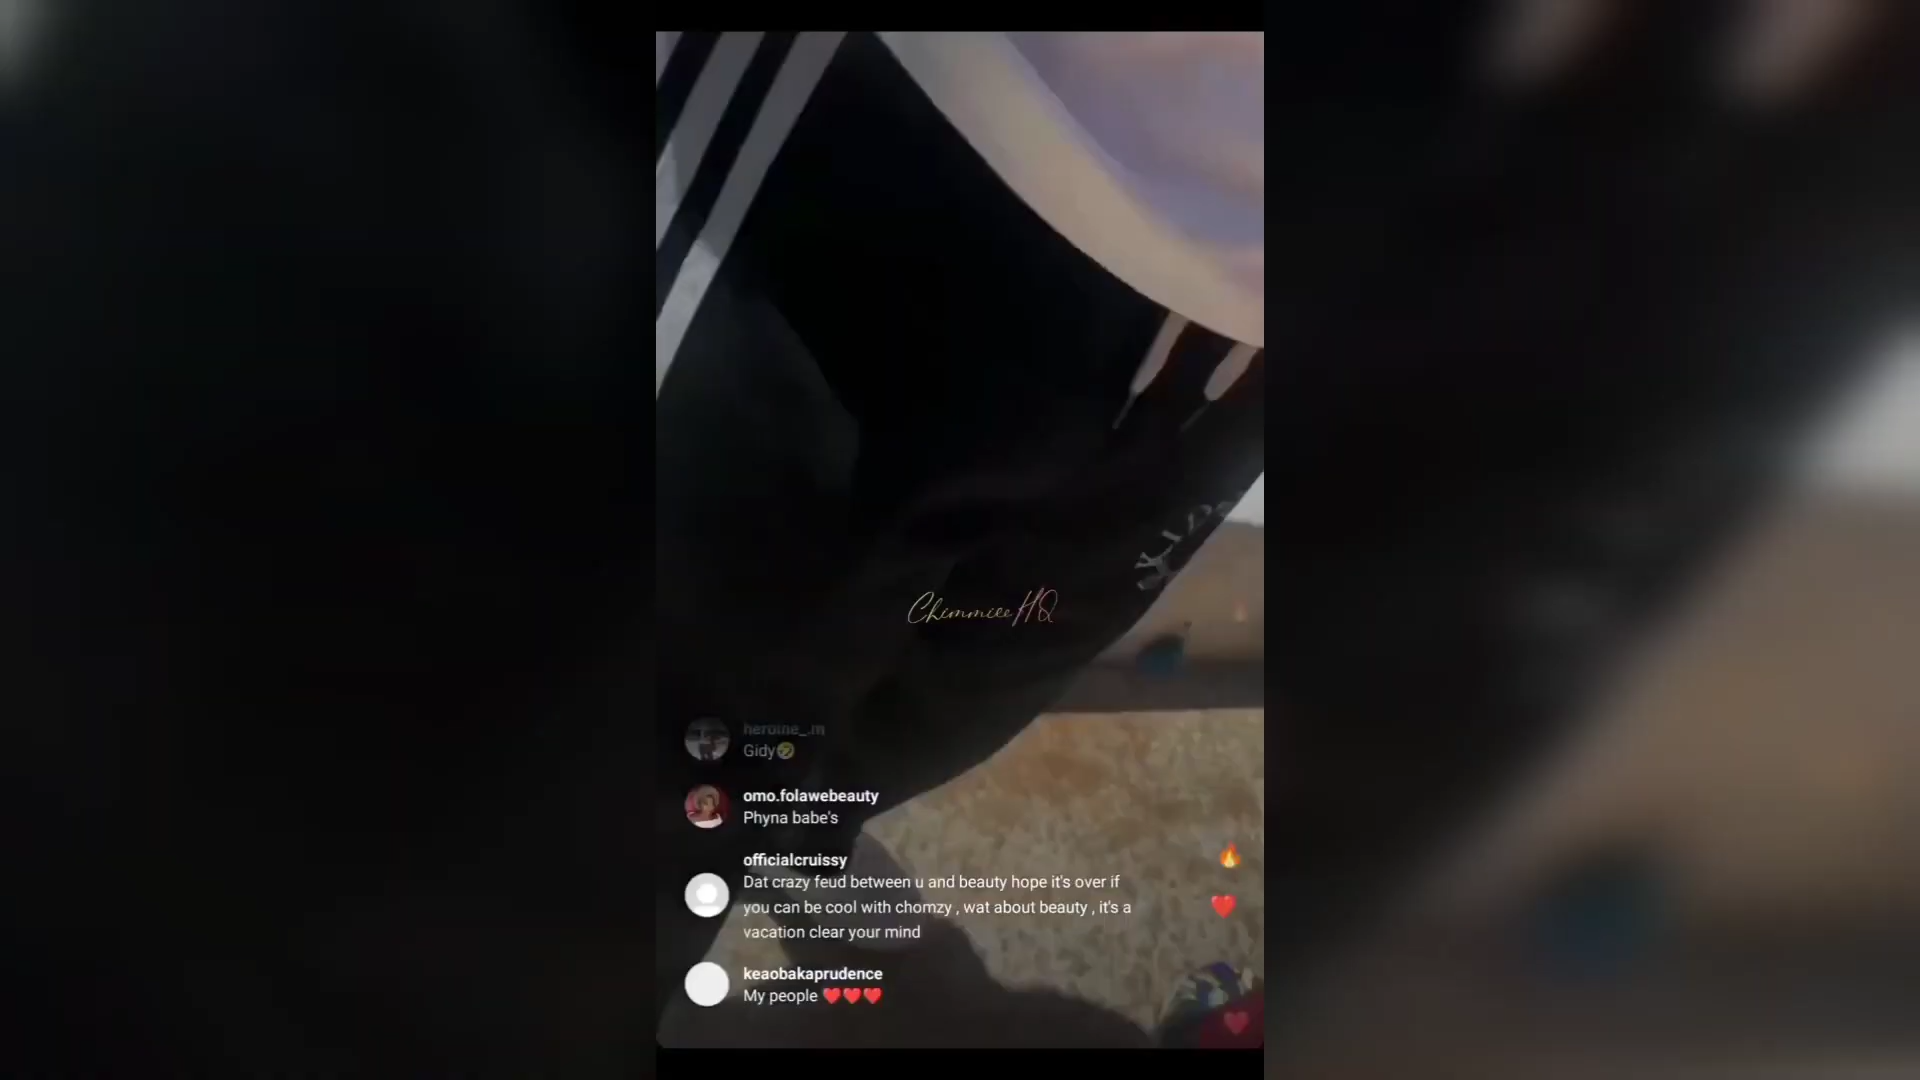 ChimmieeHQ
heroine_.m
Gidy🤣
omo.folawebeauty
Phyna babe's
officialcruissy
Dat crazy feud between u and beauty hope it's over if
you can be cool with chomzy , wat about beauty , it's a
vacation clear your mind
keaobakaprudence
My people ❤️❤️❤️